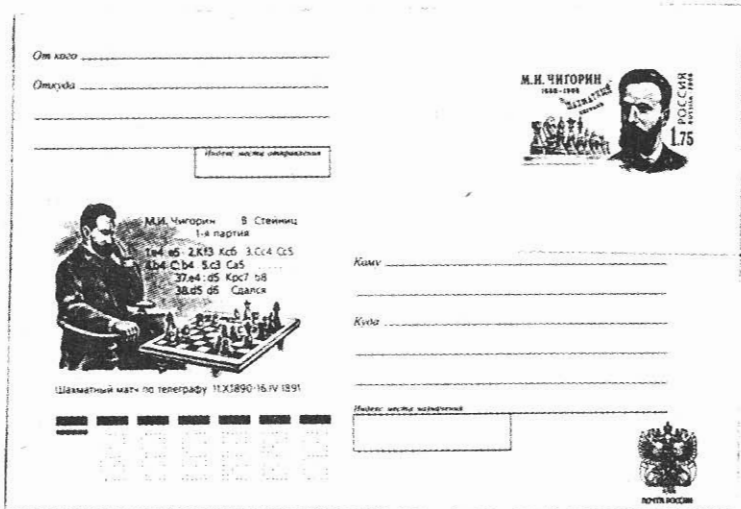 От кого
Откуда
Индекс места отправления
М.И. ЧИГОРИН
1850-1908
ШАХМАТНЫЙ
РОССИЯ
RUSSIA
1.75
М.И. Чигорин В Стейниц
1-я партия
1.e4 e5 2.Kf3 Kc6 3.Cc4 Cc5
4.b4 C:b4 5.c3 Ca5 .....
37.e4:d5 Kpc7 b8
38.d5 d6 Сдался
Шахматный матч по телеграфу 11.X.1890-16.IV.1891
Кому
Куда
Индекс места назначения
ПОЧТА РОССИИ